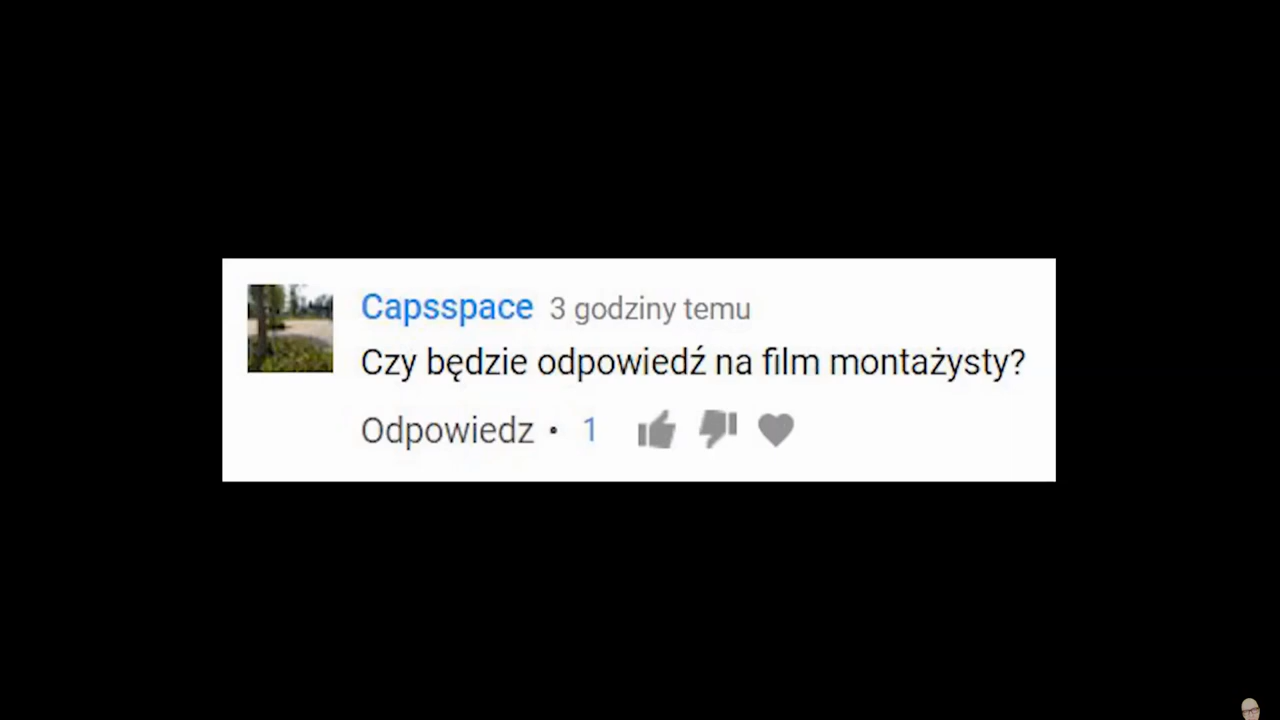 Capsspace 3 godziny temu
Czy będzie odpowiedź na film montażysty?
Odpowiedz • 1